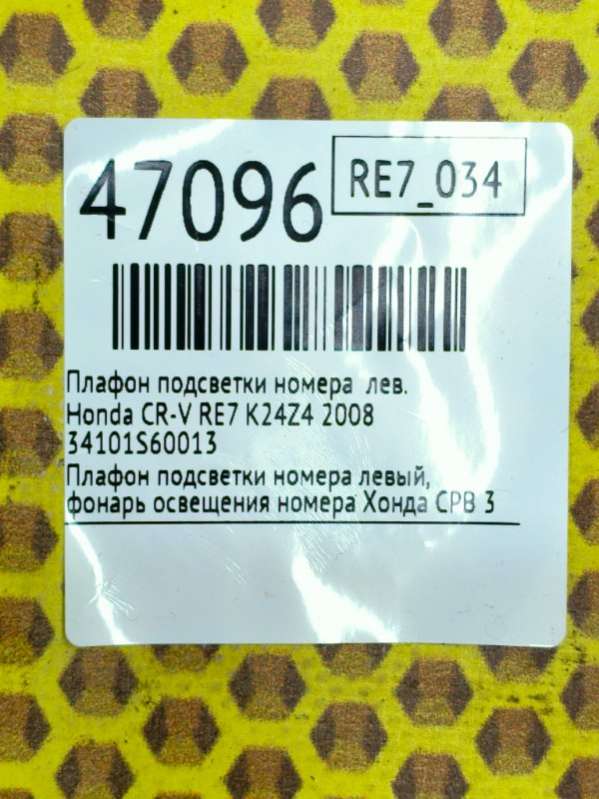 47096
RE7_034
Плафон подсветки номера лев.
Honda CR-V RE7 K24Z4 2008
34101S60013
Плафон подсветки номера левый,
фонарь освещения номера Хонда СРВ 3